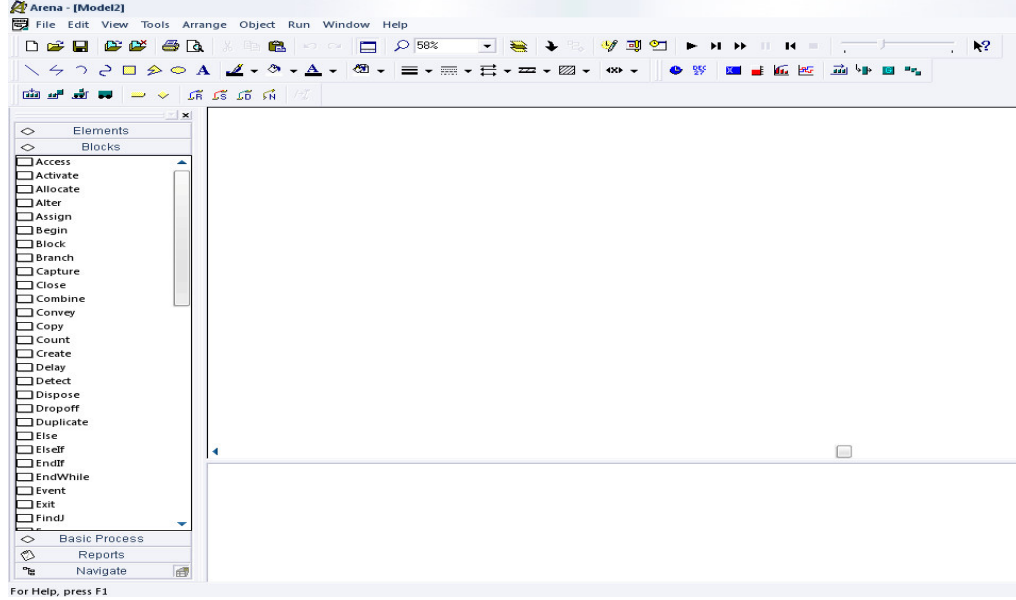 Arena - [Model2]
File Edit View Tools Arrange Object Run Window Help
58%
A A
Elements
Blocks
Access
Activate
Allocate
Alter
Assign
Begin
Block
Branch
Capture
Close
Combine
Convey
Copy
Count
Create
Delay
Detect
Dispose
Dropoff
Duplicate
Else
ElseIf
EndIf
EndWhile
Event
Exit
FindJ
Basic Process
Reports
Navigate
For Help, press F1